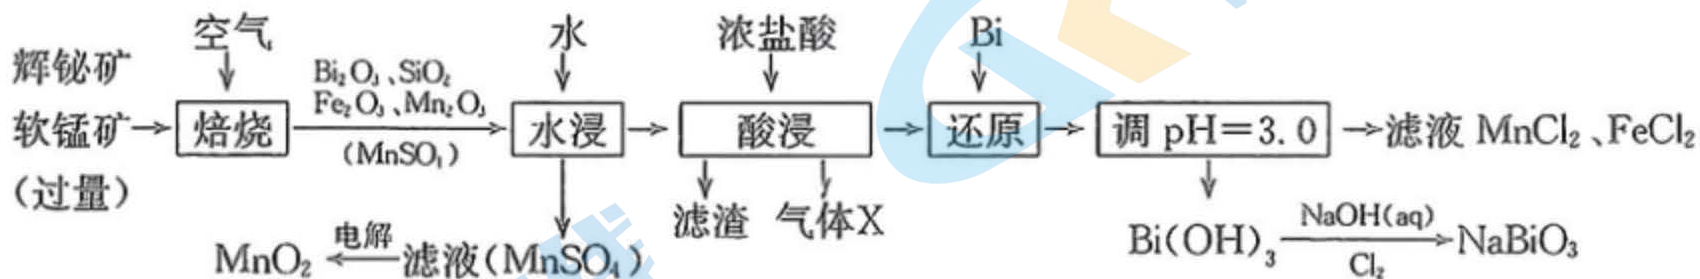 空气 水 浓盐酸 Bi
辉铋矿 软锰矿 (过量)
焙烧
Bi₂O₃、SiO₂
Fe₂O₃、Mn₂O₃
(MnSO₄)
水浸 酸浸 还原 调 pH=3.0 滤液 MnCl₂、FeCl₂
滤渣 气体X
MnO₂ 电解 滤液(MnSO₄)
Bi(OH)₃ NaOH(aq) Cl₂ NaBiO₃